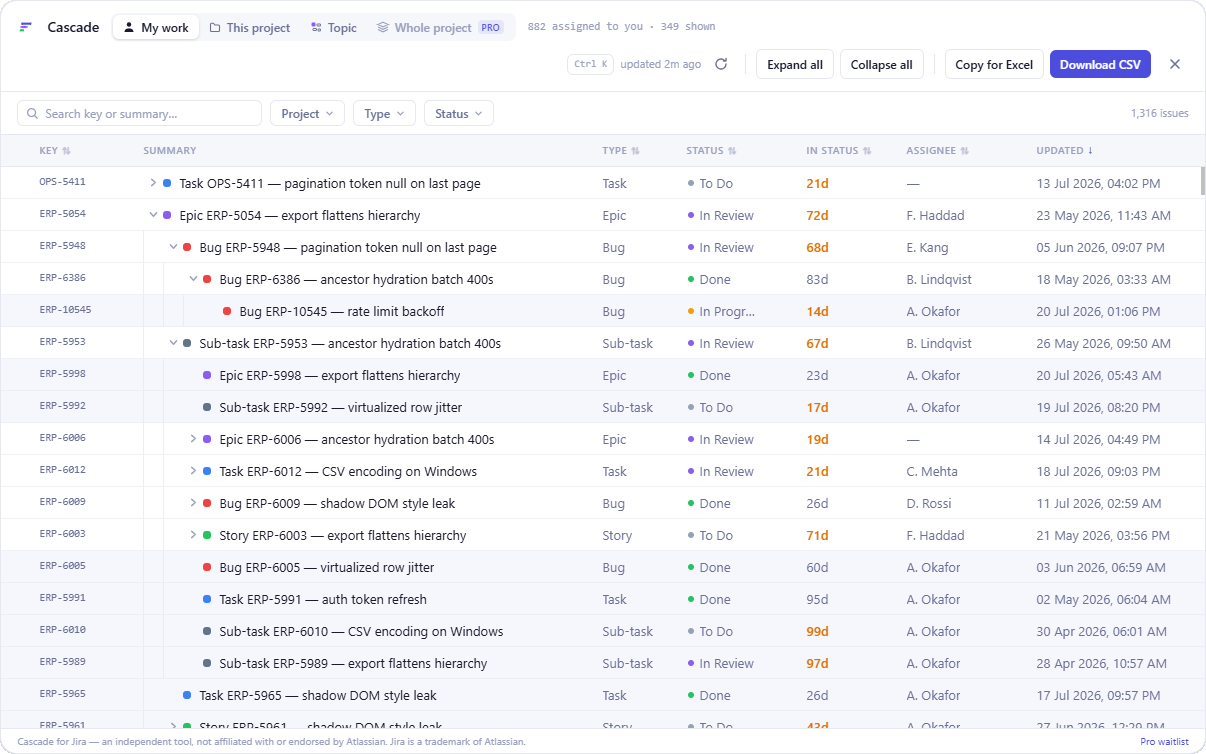 Cascade My work This project Topic Whole project PRO 882 assigned to you · 349 shown
Ctrl K updated 2m ago Expand all Collapse all Copy for Excel Download CSV
Search key or summary... Project Type Status 1,316 issues
KEY SUMMARY TYPE STATUS IN STATUS ASSIGNEE UPDATED ↓
OPS-5411 Task OPS-5411 — pagination token null on last page Task To Do 21d — 13 Jul 2026, 04:02 PM
ERP-5054 Epic ERP-5054 — export flattens hierarchy Epic In Review 72d F. Haddad 23 May 2026, 11:43 AM
ERP-5948 Bug ERP-5948 — pagination token null on last page Bug In Review 68d E. Kang 05 Jun 2026, 09:07 PM
ERP-6386 Bug ERP-6386 — ancestor hydration batch 400s Bug Done 83d B. Lindqvist 18 May 2026, 03:33 AM
ERP-10545 Bug ERP-10545 — rate limit backoff Bug In Progr... 14d A. Okafor 20 Jul 2026, 01:06 PM
ERP-5953 Sub-task ERP-5953 — ancestor hydration batch 400s Sub-task In Review 67d B. Lindqvist 26 May 2026, 09:50 AM
ERP-5998 Epic ERP-5998 — export flattens hierarchy Epic Done 23d A. Okafor 20 Jul 2026, 05:43 AM
ERP-5992 Sub-task ERP-5992 — virtualized row jitter Sub-task To Do 17d A. Okafor 19 Jul 2026, 08:20 PM
ERP-6006 Epic ERP-6006 — ancestor hydration batch 400s Epic In Review 19d — 14 Jul 2026, 04:49 PM
ERP-6012 Task ERP-6012 — CSV encoding on Windows Task In Review 21d C. Mehta 18 Jul 2026, 09:03 PM
ERP-6009 Bug ERP-6009 — shadow DOM style leak Bug Done 26d D. Rossi 11 Jul 2026, 02:59 AM
ERP-6003 Story ERP-6003 — export flattens hierarchy Story To Do 71d F. Haddad 21 May 2026, 03:56 PM
ERP-6005 Bug ERP-6005 — virtualized row jitter Bug Done 60d A. Okafor 03 Jun 2026, 06:59 AM
ERP-5991 Task ERP-5991 — auth token refresh Task Done 95d A. Okafor 02 May 2026, 06:04 AM
ERP-6010 Sub-task ERP-6010 — CSV encoding on Windows Sub-task To Do 99d A. Okafor 30 Apr 2026, 06:01 AM
ERP-5989 Sub-task ERP-5989 — export flattens hierarchy Sub-task In Review 97d A. Okafor 28 Apr 2026, 10:57 AM
ERP-5965 Task ERP-5965 — shadow DOM style leak Task Done 26d A. Okafor 17 Jul 2026, 09:57 PM
ERP-5961 Story ERP-5961 — shadow DOM style leak Story To Do 43d A. Okafor 27 Jun 2026, 12:29 PM
Cascade for Jira — an independent tool, not affiliated with or endorsed by Atlassian. Jira is a trademark of Atlassian. Pro waitlist